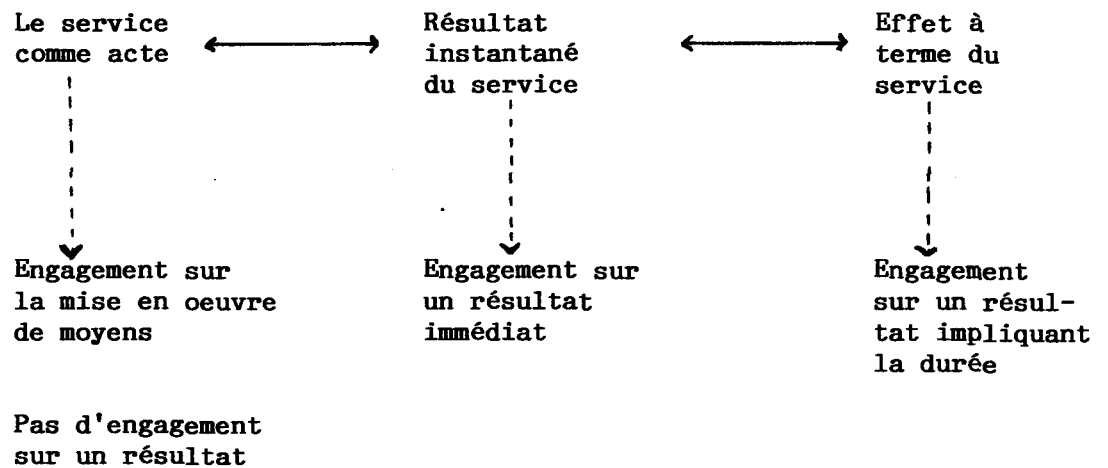 Le service
comme acte
Résultat
instantané
du service
Effet à
terme du
service
Engagement sur
la mise en oeuvre
de moyens
Engagement sur
un résultat
immédiat
Engagement
sur un résul-
tat impliquant
la durée
Pas d'engagement
sur un résultat